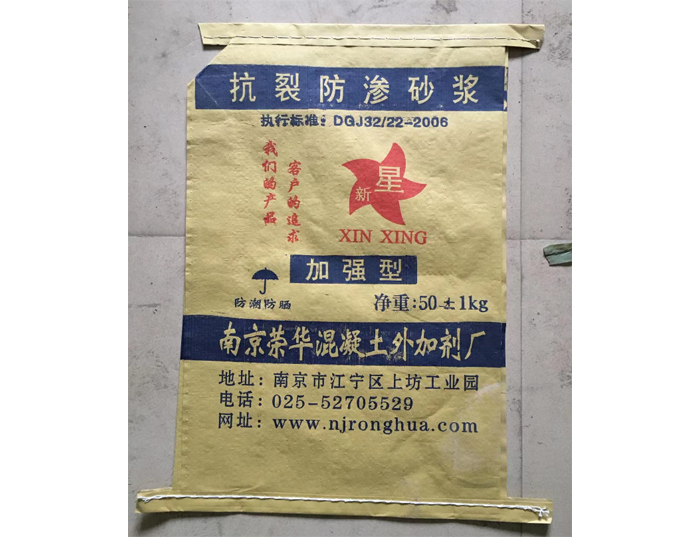 抗裂防渗砂浆
执行标准: DGJ32/22-2006
我们的产品
客户的追求
新星
XIN XING
加强型
防潮防晒
净重:50±1kg
南京荣华混凝土外加剂厂
地址: 南京市江宁区上坊工业园
电话: 025-52705529
网址: www.njronghua.com